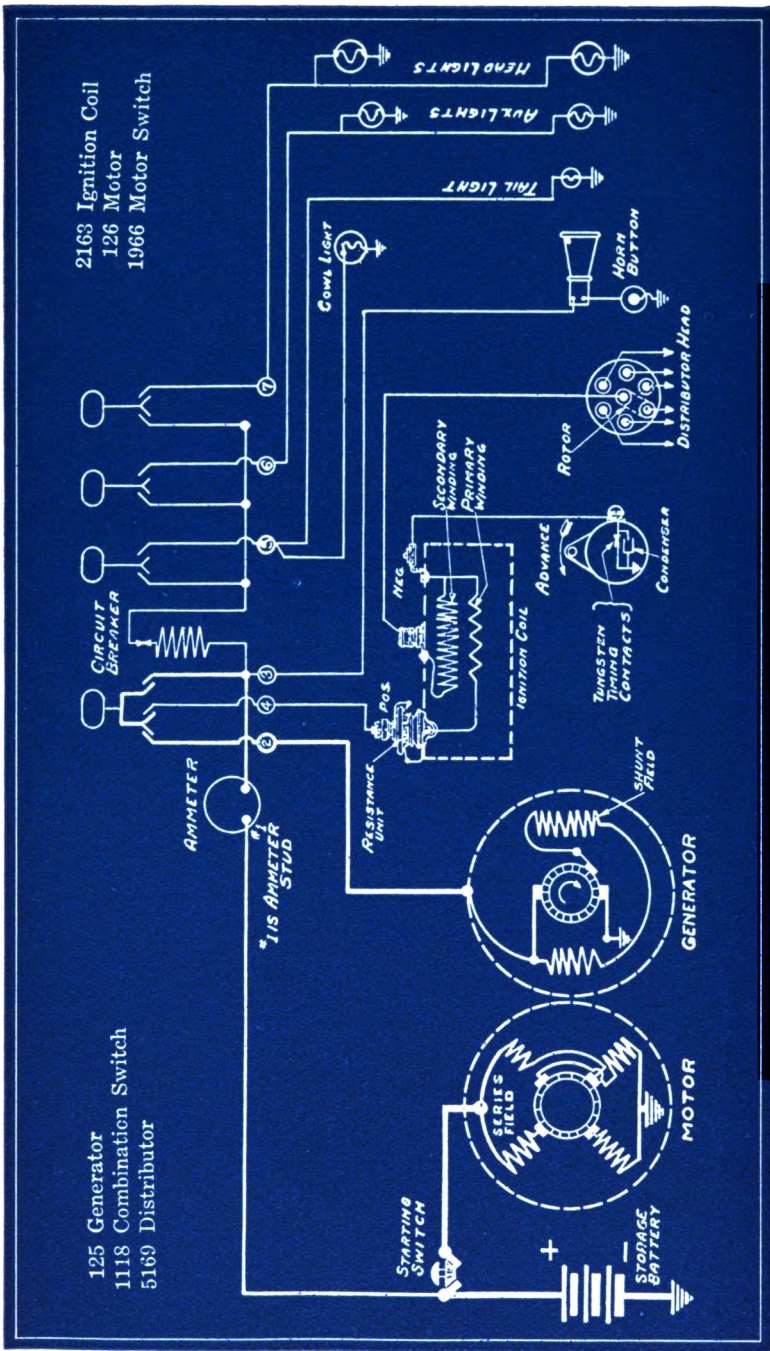 125 Generator
1118 Combination Switch
5169 Distributor
2163 Ignition Coil
126 Motor
1966 Motor Switch
CIRCUIT
BREAKER
AMMETER
#1
#1 IS AMMETER
STUD
2
4
3
6
7
COWL LIGHT
TAIL LIGHT
AUX LIGHTS
HEAD LIGHTS
POS.
NEG.
RESISTANCE
UNIT
SECONDARY
WINDING
PRIMARY
WINDING
IGNITION COIL
STARTING
SWITCH
SERIES
FIELD
SHUNT
FIELD
ADVANCE
ROTOR
HORN
BUTTON
TUNGSTEN
TIMING
CONTACTS
CONDENSER
DISTRIBUTOR HEAD
+
-
STORAGE
BATTERY
MOTOR
GENERATOR